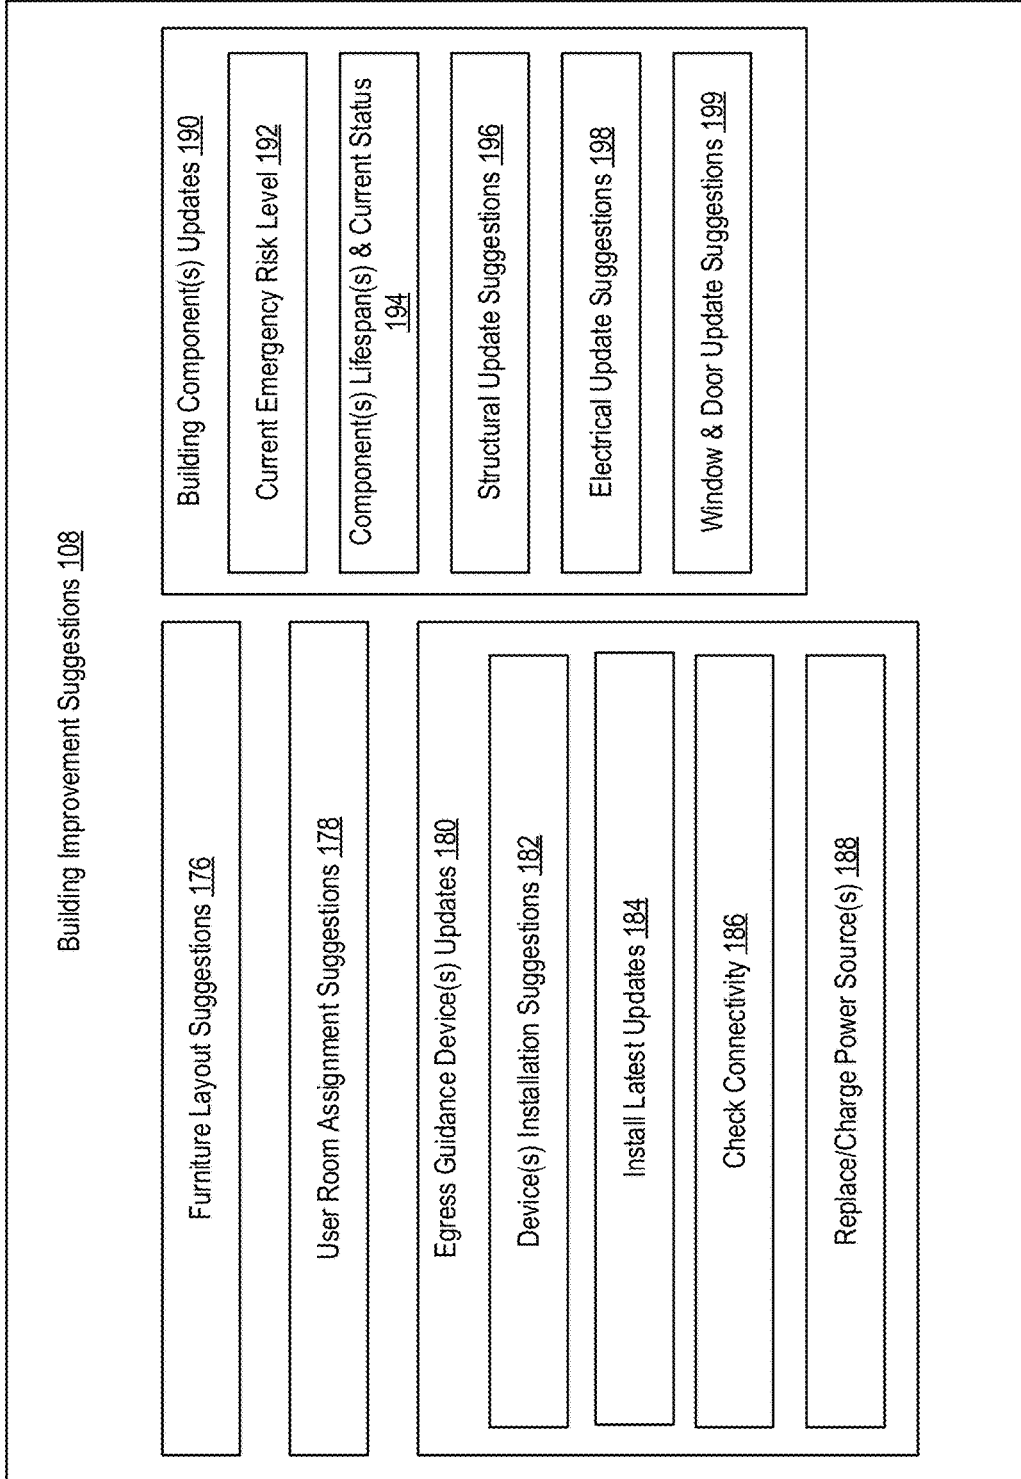 Building Improvement Suggestions 108
Furniture Layout Suggestions 176
User Room Assignment Suggestions 178
Egress Guidance Device(s) Updates 180
Device(s) Installation Suggestions 182
Install Latest Updates 184
Check Connectivity 186
Replace/Charge Power Source(s) 188
Building Component(s) Updates 190
Current Emergency Risk Level 192
Component(s) Lifespan(s) & Current Status
194
Structural Update Suggestions 196
Electrical Update Suggestions 198
Window & Door Update Suggestions 199